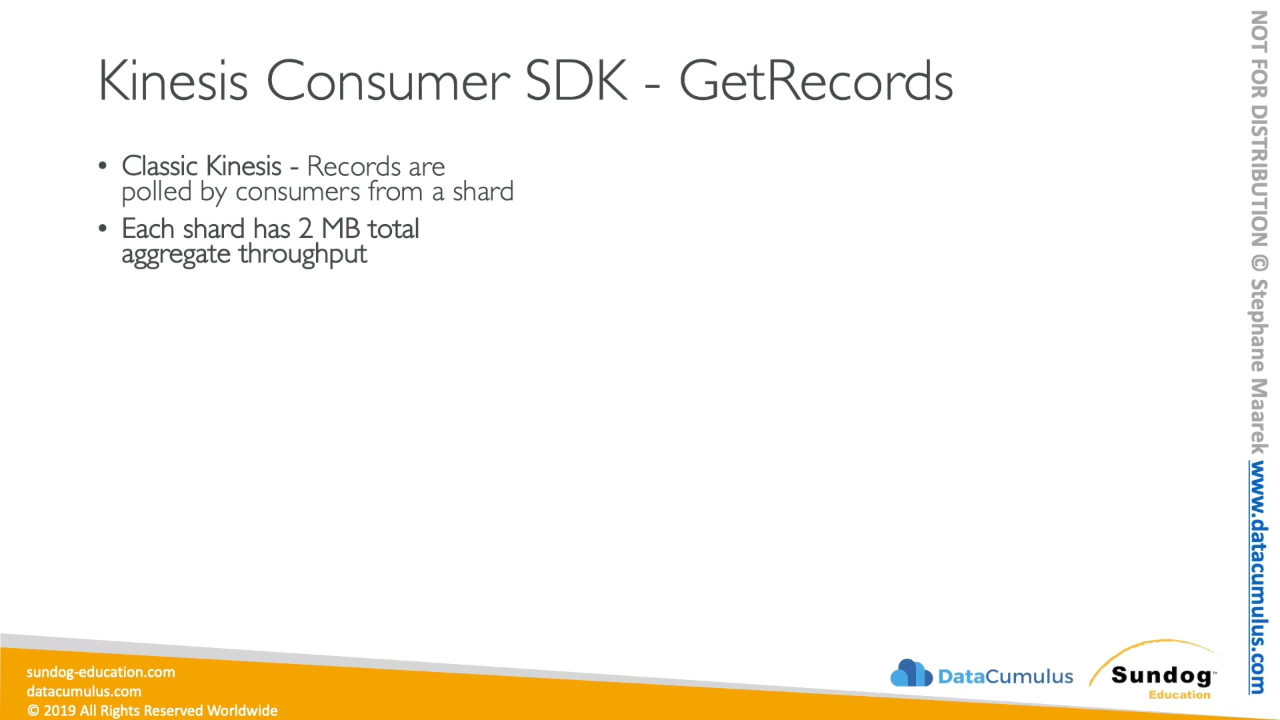 Kinesis Consumer SDK - GetRecords
• Classic Kinesis - Records are
polled by consumers from a shard
• Each shard has 2 MB total
aggregate throughput
NOT FOR DISTRIBUTION © Stephane Maarek www.datacumulus.com
sundog-education.com
datacumulus.com
© 2019 All Rights Reserved Worldwide
DataCumulus
Sundog™
Education